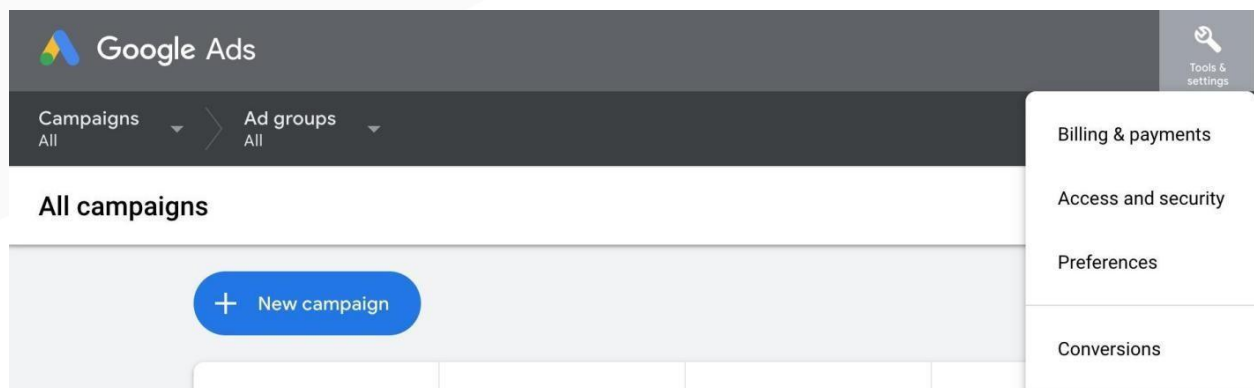 Google Ads
Tools &
settings
Campaigns
All
Ad groups
All
Billing & payments
Access and security
All campaigns
Preferences
+ New campaign
Conversions